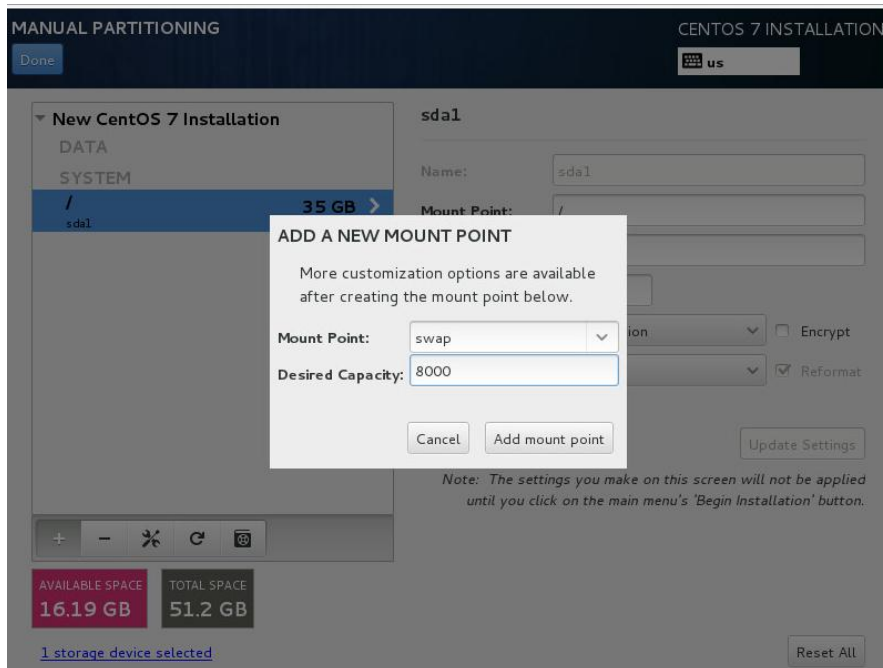 MANUAL PARTITIONING
CENTOS 7 INSTALLATION
Done
us
New CentOS 7 Installation
DATA
SYSTEM
/
35 GB
sda1
sda1
Name:
sda1
Mount Point:
/
ADD A NEW MOUNT POINT
More customization options are available
after creating the mount point below.
Mount Point:
swap
Desired Capacity:
8000
Cancel
Add mount point
ion
Encrypt
Reformat
Update Settings
Note: The settings you make on this screen will not be applied
until you click on the main menu's 'Begin Installation' button.
+
-
AVAILABLE SPACE
16.19 GB
TOTAL SPACE
51.2 GB
1 storage device selected
Reset All